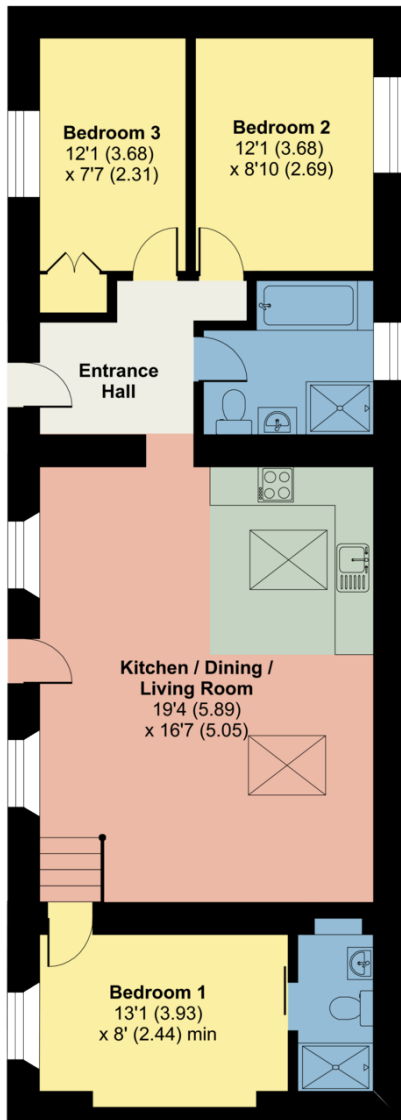 Bedroom 3
12'1 (3.68)
x 7'7 (2.31)
Bedroom 2
12'1 (3.68)
x 8'10 (2.69)
Entrance
Hall
Kitchen / Dining /
Living Room
19'4 (5.89)
x 16'7 (5.05)
Bedroom 1
13'1 (3.93)
x 8' (2.44) min